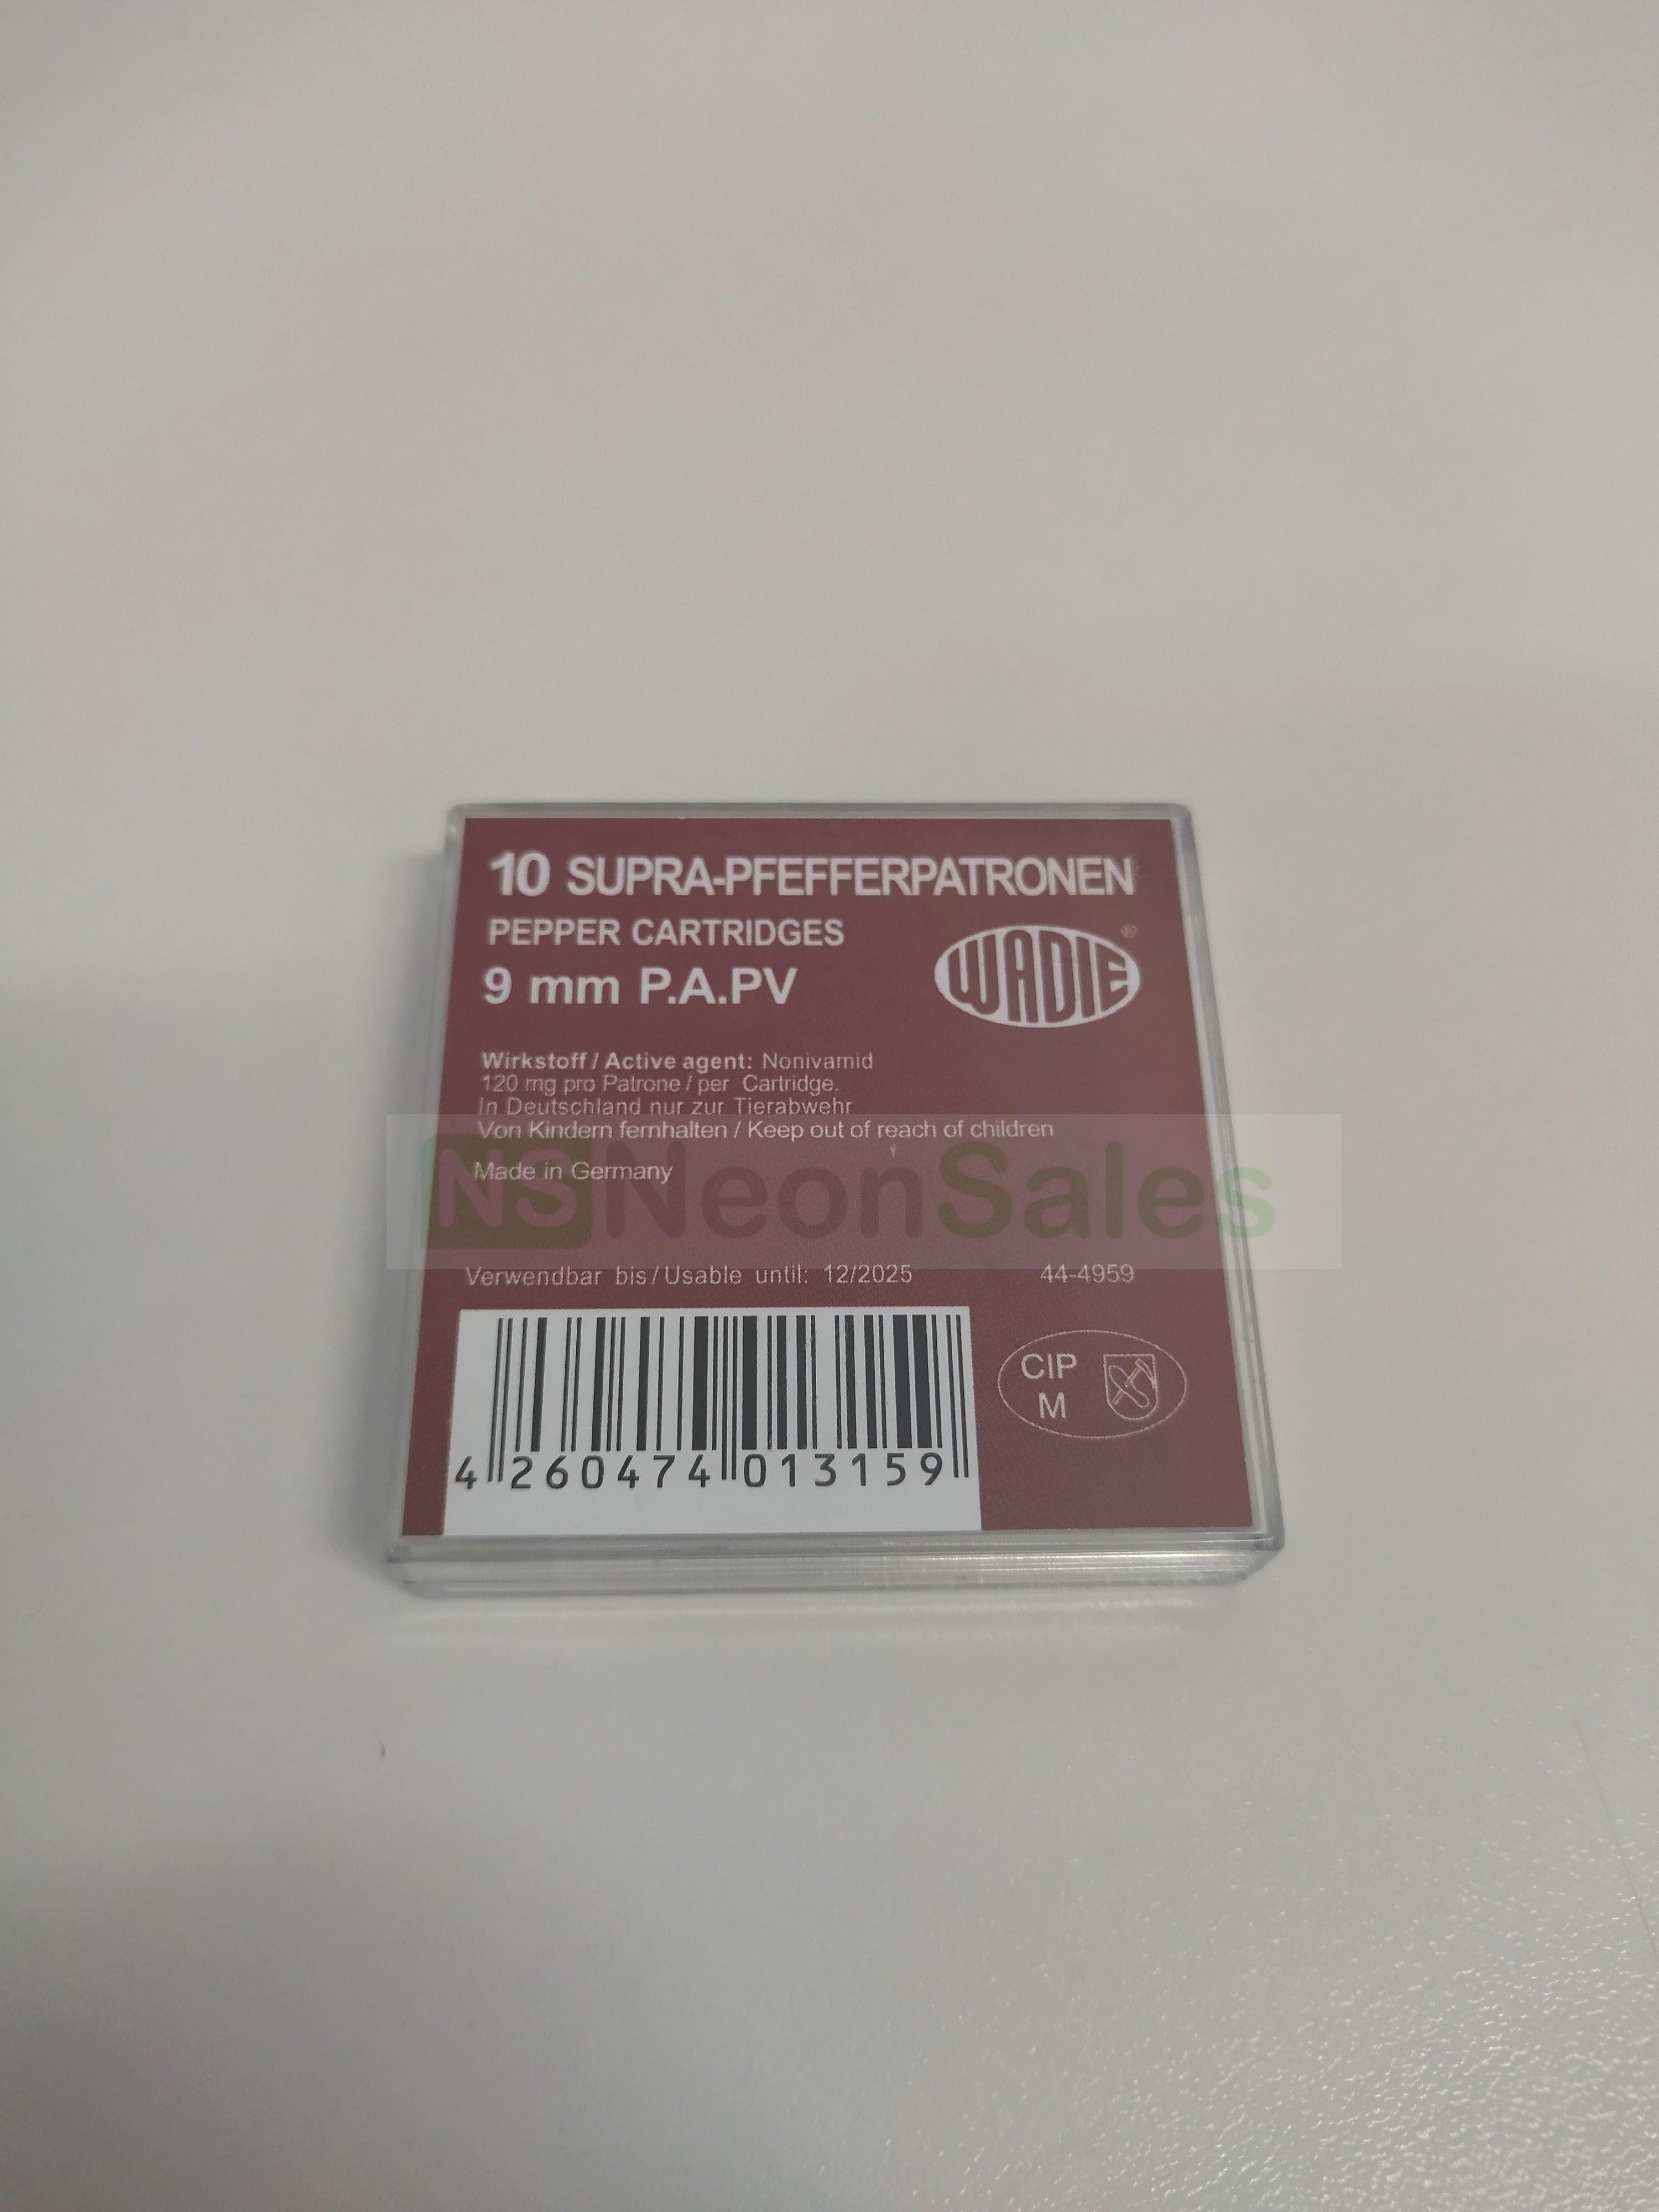 10 SUPRA-PFEFFERPATRONEN
PEPPER CARTRIDGES
9 mm P.A.PV
WADIE ®
Wirkstoff / Active agent: Nonivamid
120 mg pro Patrone / per Cartridge.
In Deutschland nur zur Tierabwehr
Von Kindern fernhalten / Keep out of reach of children
Made in Germany
NS NeonSales
Verwendbar bis / Usable until: 12/2025 44-4959
CIP
M
4 260474 013159